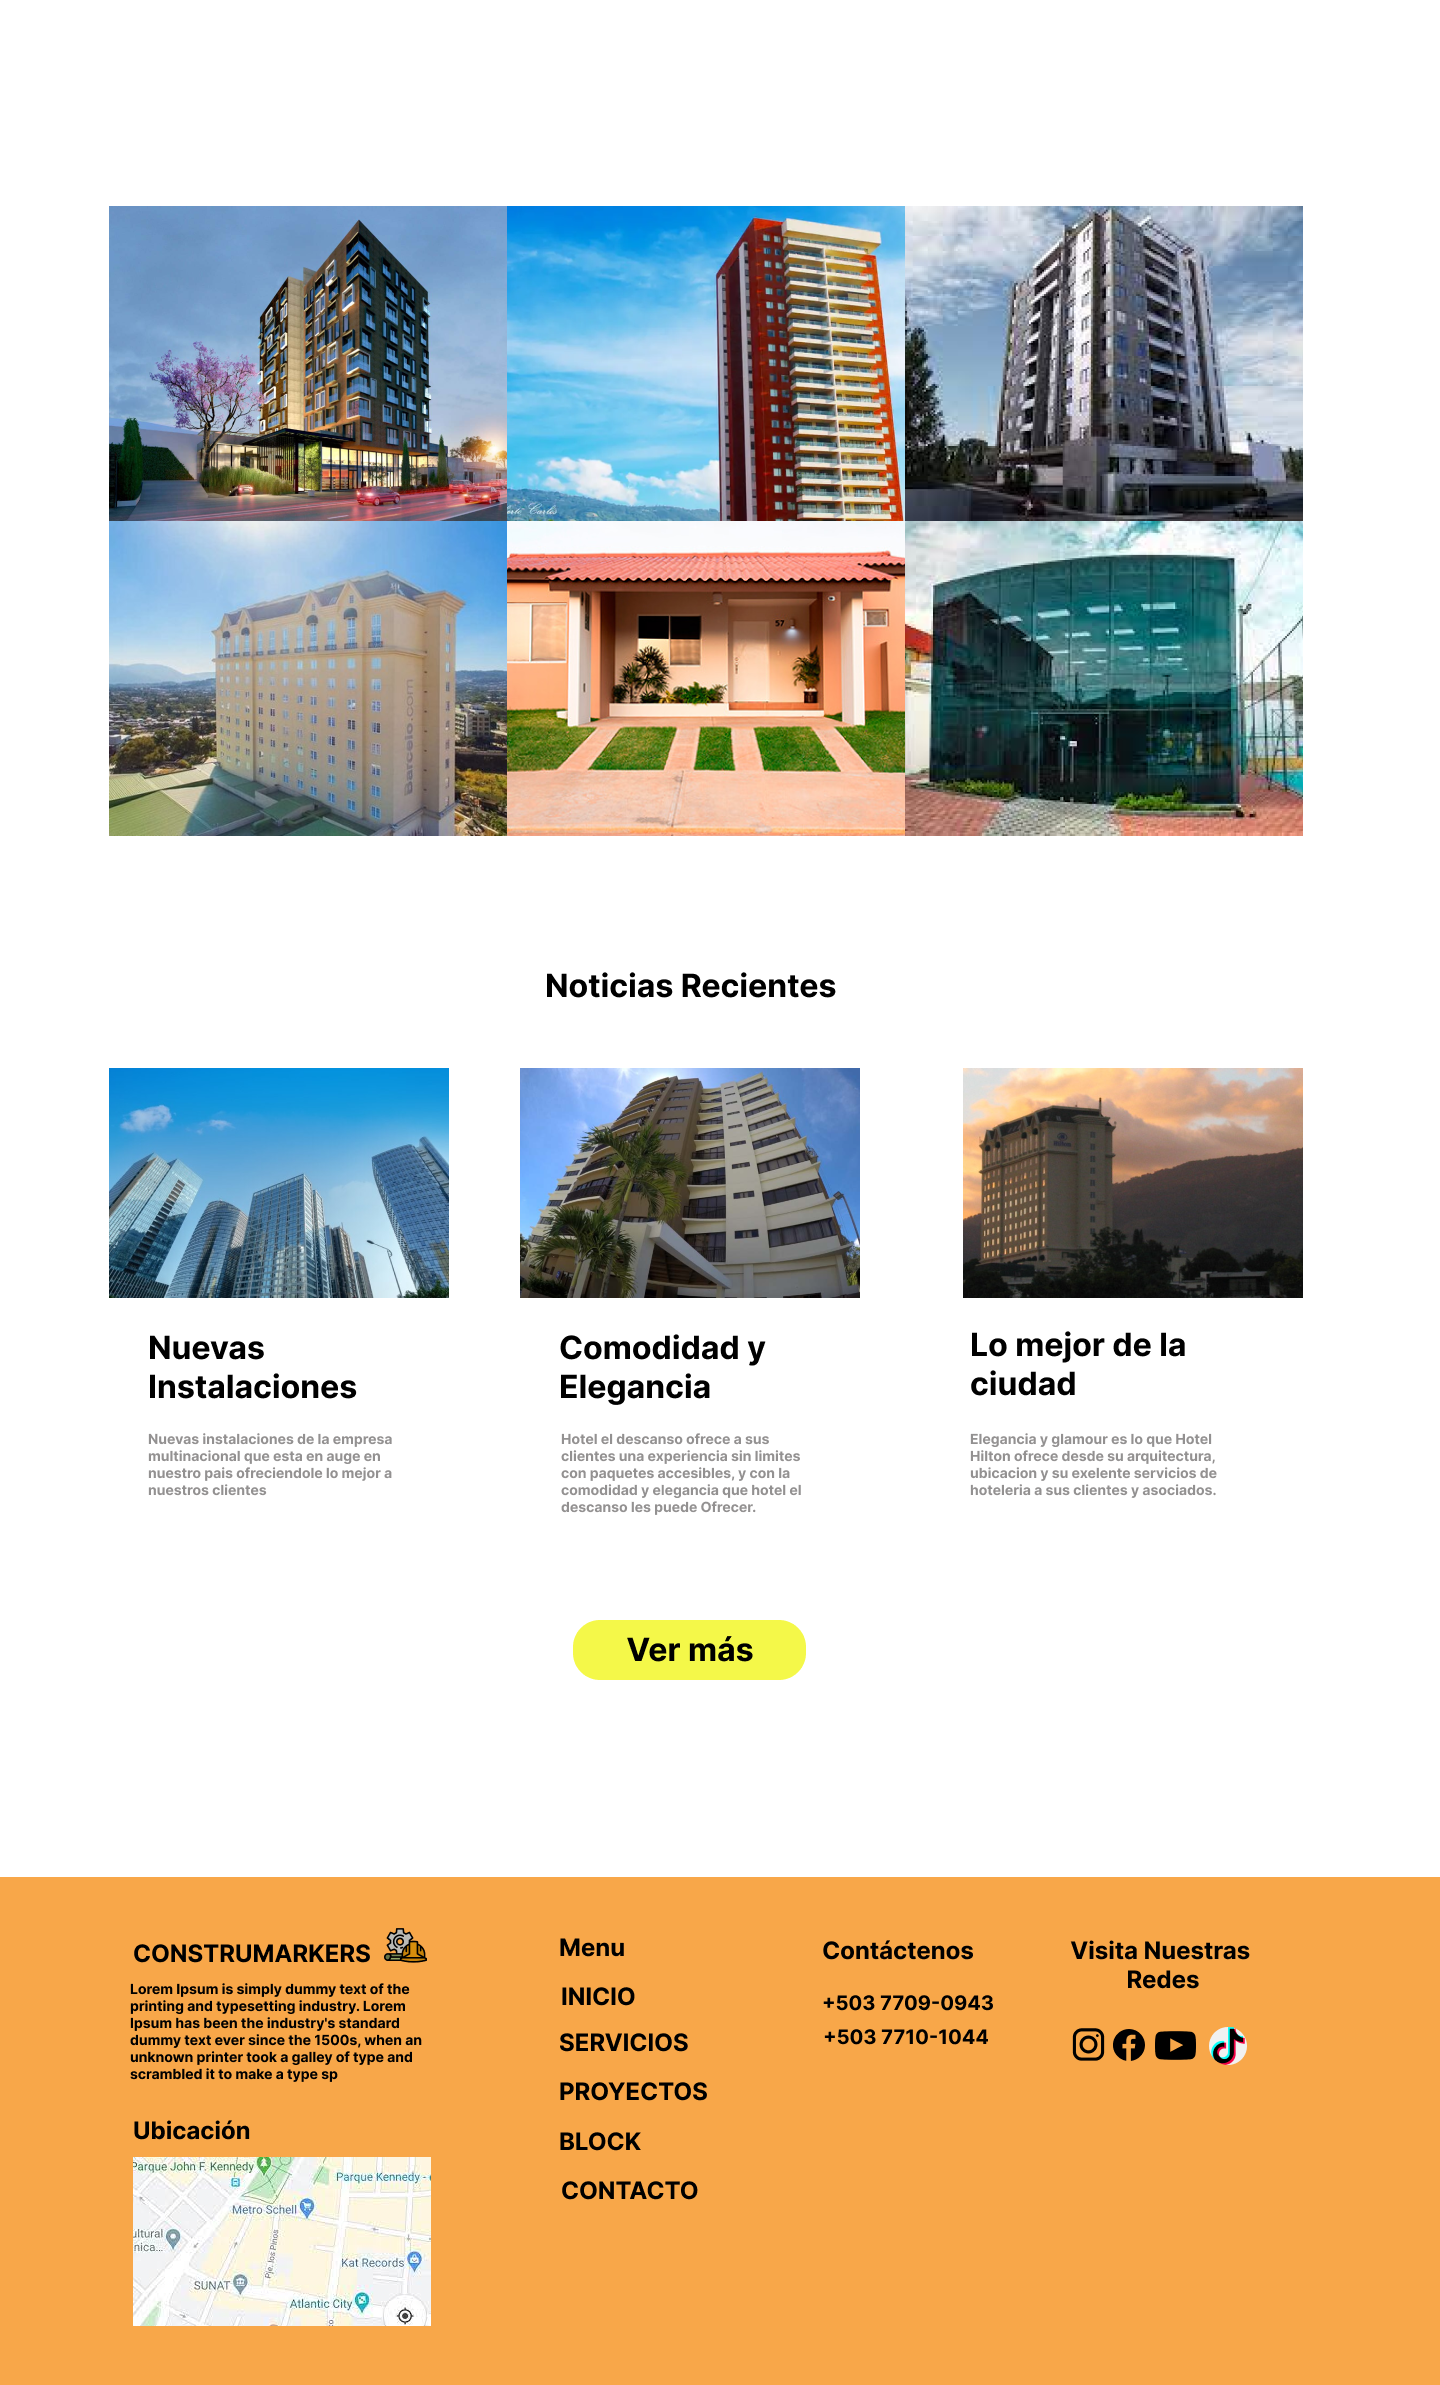 57
Barcelo.com
Noticias Recientes
Nuevas
Instalaciones
Nuevas instalaciones de la empresa
multinacional que esta en auge en
nuestro pais ofreciendole lo mejor a
nuestros clientes
Comodidad y
Elegancia
Hotel el descanso ofrece a sus
clientes una experiencia sin limites
con paquetes accesibles, y con la
comodidad y elegancia que hotel el
descanso les puede Ofrecer.
Lo mejor de la
ciudad
Elegancia y glamour es lo que Hotel
Hilton ofrece desde su arquitectura,
ubicacion y su exelente servicios de
hoteleria a sus clientes y asociados.
Ver más
CONSTRUMARKERS
Lorem Ipsum is simply dummy text of the
printing and typesetting industry. Lorem
Ipsum has been the industry's standard
dummy text ever since the 1500s, when an
unknown printer took a galley of type and
scrambled it to make a type sp
Ubicación
Parque John F. Kennedy
Parque Kennedy -
Metro Schell
ultural
nica...
Pje. los Pinos
Kat Records
SUNAT
Atlantic City
Menu
INICIO
SERVICIOS
PROYECTOS
BLOCK
CONTACTO
Contáctenos
+503 7709-0943
+503 7710-1044
Visita Nuestras
Redes